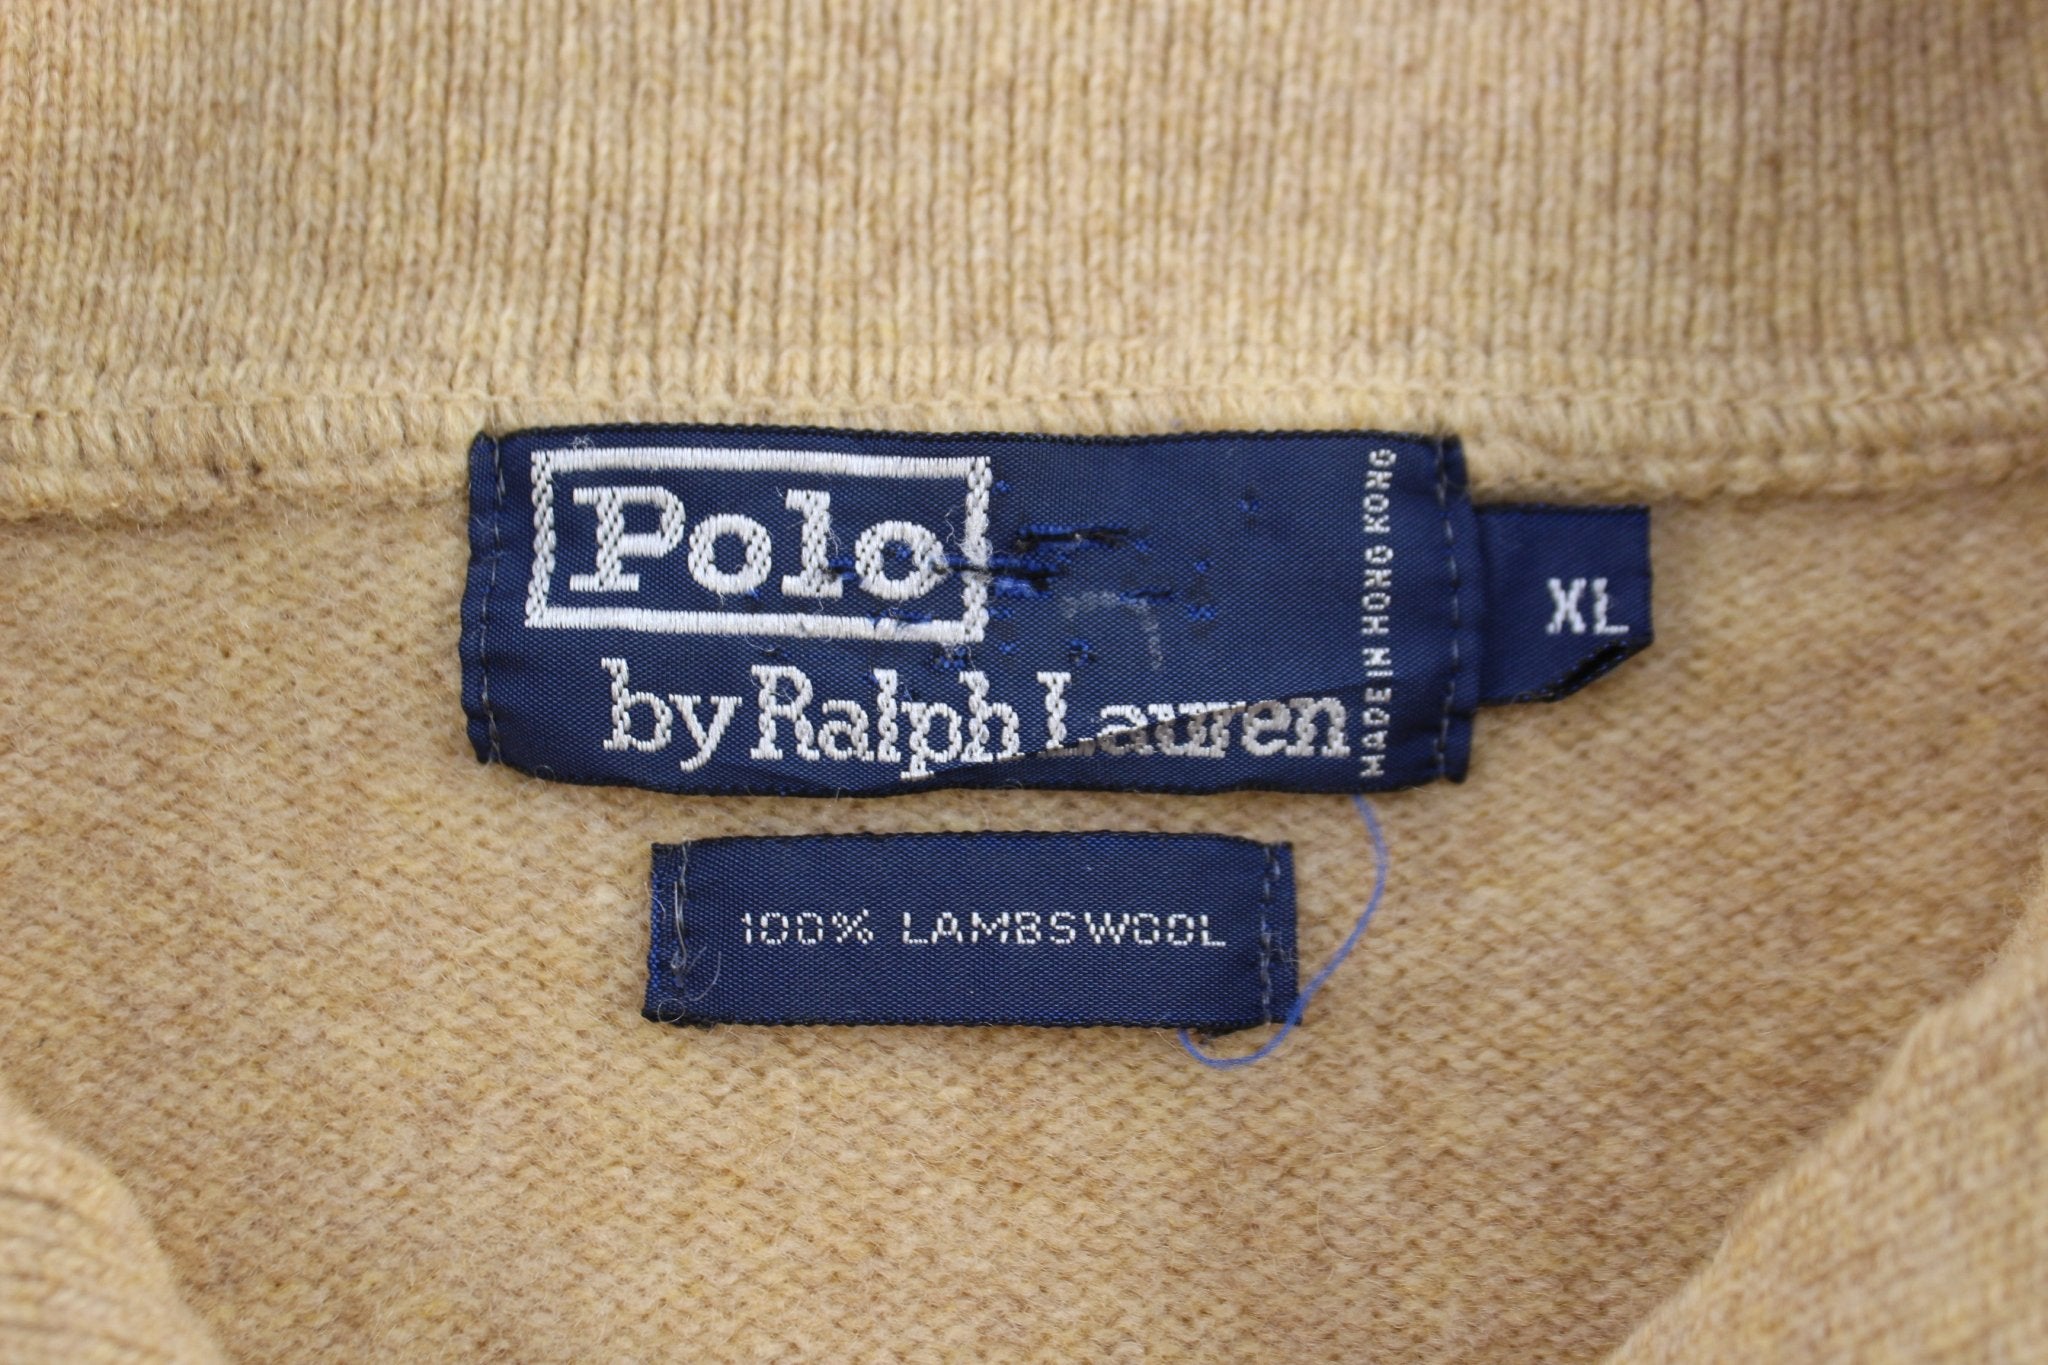 Polo
by Ralph Lauren
MADE IN HONG KONG
XL
100% LAMBSWOOL